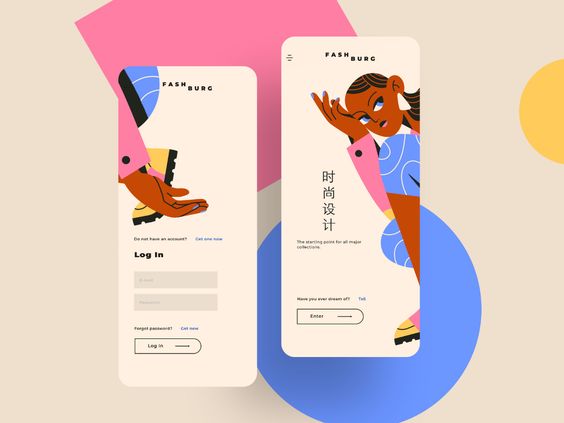 FASH
BURG
Do not have an account? Get one now
Log In
E-mail
Password
Forgot password? Get new
Log in
FASH
BURG
时
尚
设
计
The starting point for all major
collections.
Have you ever dream of? Tell
Enter